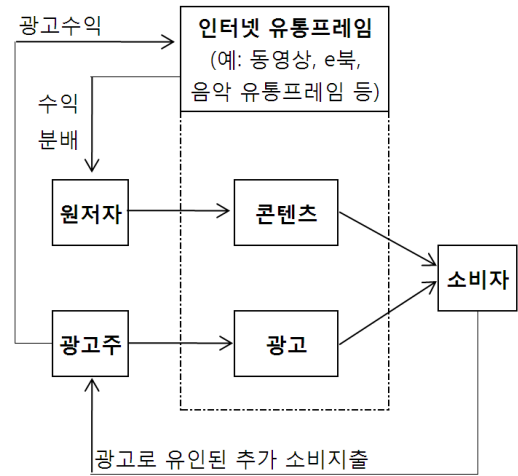 광고수익
인터넷 유통프레임
(예: 동영상, e북,
음악 유통프레임 등)
수익
분배
원저자
콘텐츠
소비자
광고주
광고
광고로 유인된 추가 소비지출